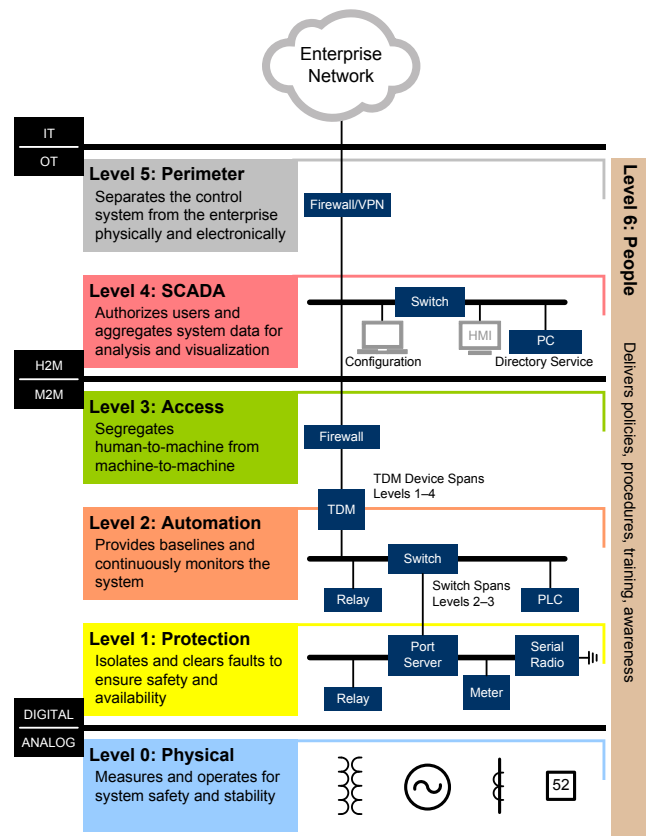 Enterprise
Network
IT
OT
Level 5: Perimeter
Separates the control
system from the enterprise
physically and electronically
Firewall/VPN
Level 4: SCADA
Authorizes users and
aggregates system data for
analysis and visualization
Switch
HMI
PC
Configuration
Directory Service
H2M
M2M
Level 3: Access
Segregates
human-to-machine from
machine-to-machine
Firewall
TDM Device Spans
Levels 1–4
TDM
Level 2: Automation
Provides baselines and
continuously monitors the
system
Switch
Relay
Switch Spans
Levels 2–3
PLC
Level 1: Protection
Isolates and clears faults to
ensure safety and
availability
Port
Server
Serial
Radio
Relay
Meter
DIGITAL
ANALOG
Level 0: Physical
Measures and operates for
system safety and stability
52
Level 6: People
Delivers policies, procedures, training, awareness